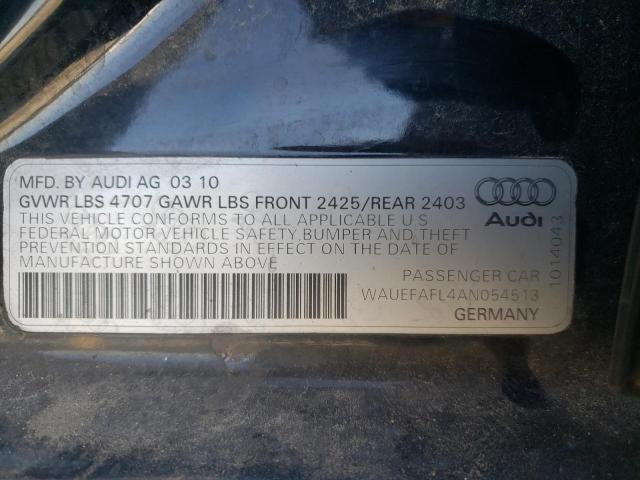 MFD. BY AUDI AG 03 10
GVWR LBS 4707 GAWR LBS FRONT 2425/REAR 2403
THIS VEHICLE CONFORMS TO ALL APPLICABLE U S
FEDERAL MOTOR VEHICLE SAFETY, BUMPER AND THEFT
PREVENTION STANDARDS IN EFFECT ON THE DATE OF
MANUFACTURE SHOWN ABOVE
Audi
1014043
PASSENGER CAR
WAUEFAFL4AN054513
GERMANY